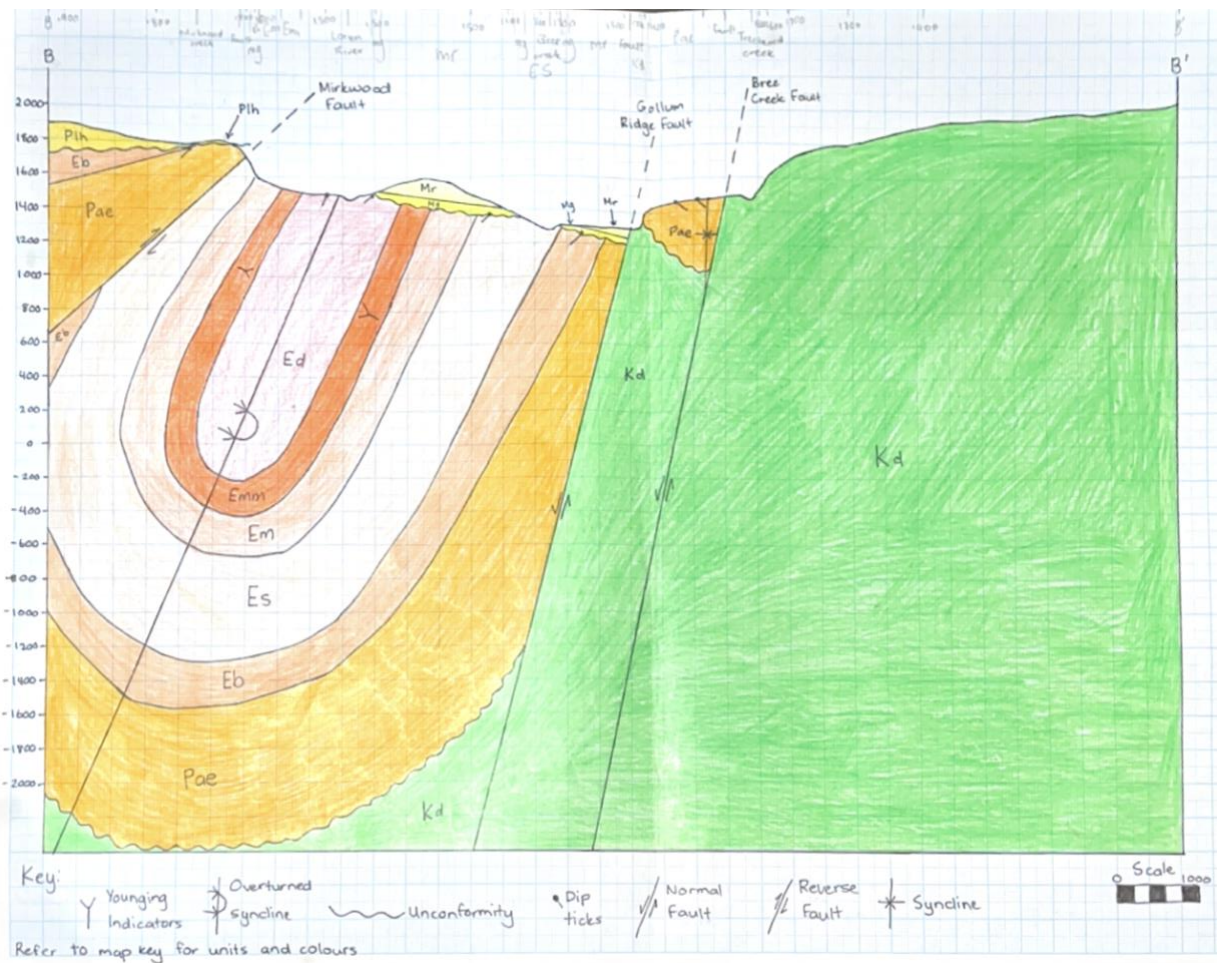 B
B'
Mirkwood
Fault
Plh
Bree
Creek Fault
Gollum
Ridge Fault
2000
1800
1600
1400
1200
1000
800
600
400
200
0
-200
-400
-600
-800
-1000
-1200
-1400
-1600
-1800
-2000
Plh
Eb
Pae
Eb
Mr
Mg
Mg
Mr
Pae
Ed
Kd
Kd
Emm
Em
Es
Eb
Pae
Kd
Key:
Younging
Indicators
Overturned
Syncline
Unconformity
Dip
ticks
Normal
Fault
Reverse
Fault
Syncline
Scale
0 1000
Refer to map key for units and colours